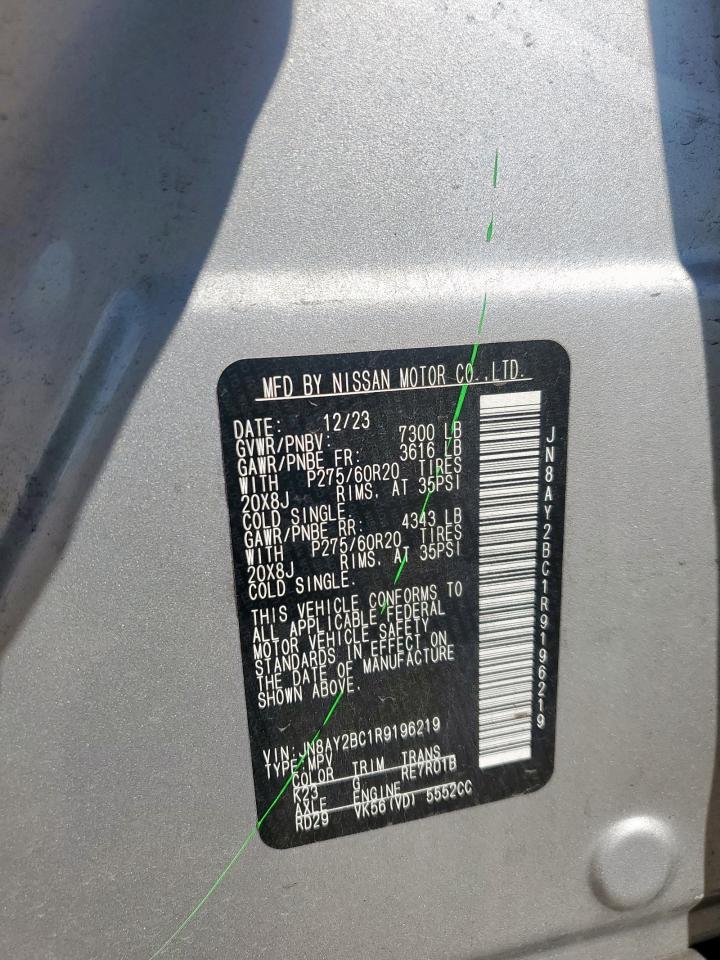 MFD BY NISSAN MOTOR CO.,LTD.
DATE: 12/23
GVWR/PNBV: 7300 LB
GAWR/PNBE FR: 3616 LB
WITH P275/60R20 TIRES
20X8J RIMS. AT 35PSI
COLD SINGLE.
GAWR/PNBE RR: 4343 LB
WITH P275/60R20 TIRES
20X8J RIMS. AT 35PSI
COLD SINGLE.
THIS VEHICLE CONFORMS TO
ALL APPLICABLE FEDERAL
MOTOR VEHICLE SAFETY
STANDARDS IN EFFECT ON
THE DATE OF MANUFACTURE
SHOWN ABOVE.
VIN:JN8AY2BC1R9196219
TYPE:MPV
COLOR TRIM TRANS
K23 G RE7R01B
AXLE ENGINE
RD29 VK56(VD) 5552CC
JN8AY2BC1R9196219